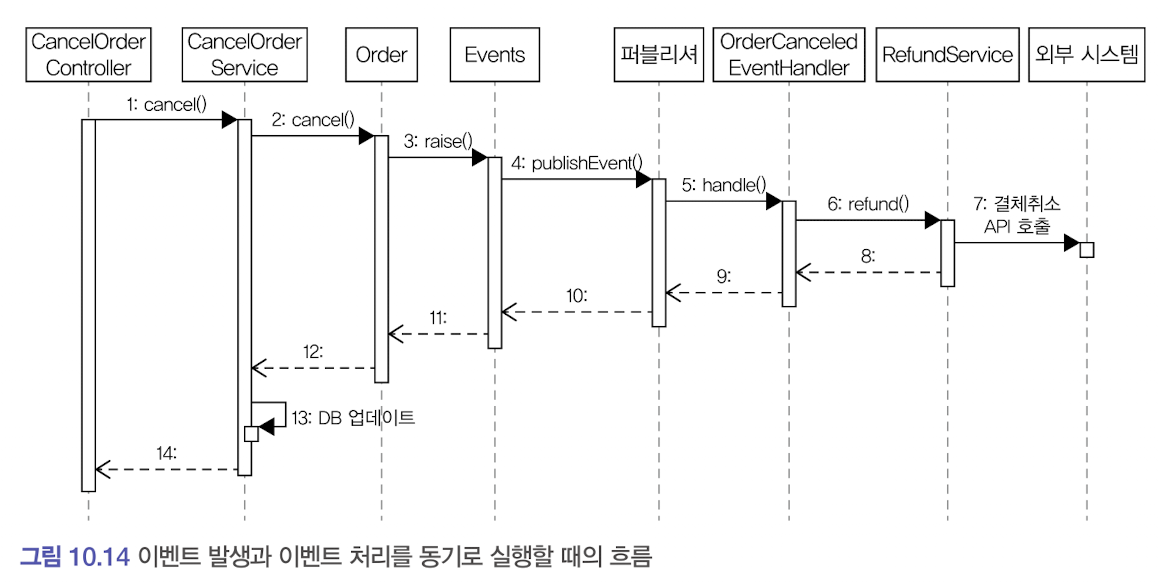 CancelOrder
Controller
CancelOrder
Service
Order
Events
퍼블리셔
OrderCanceled
EventHandler
RefundService
외부 시스템
1: cancel()
2: cancel()
3: raise()
4: publishEvent()
5: handle()
6: refund()
7: 결체취소
API 호출
8:
9:
10:
11:
12:
13: DB 업데이트
14:
그림 10.14 이벤트 발생과 이벤트 처리를 동기로 실행할 때의 흐름